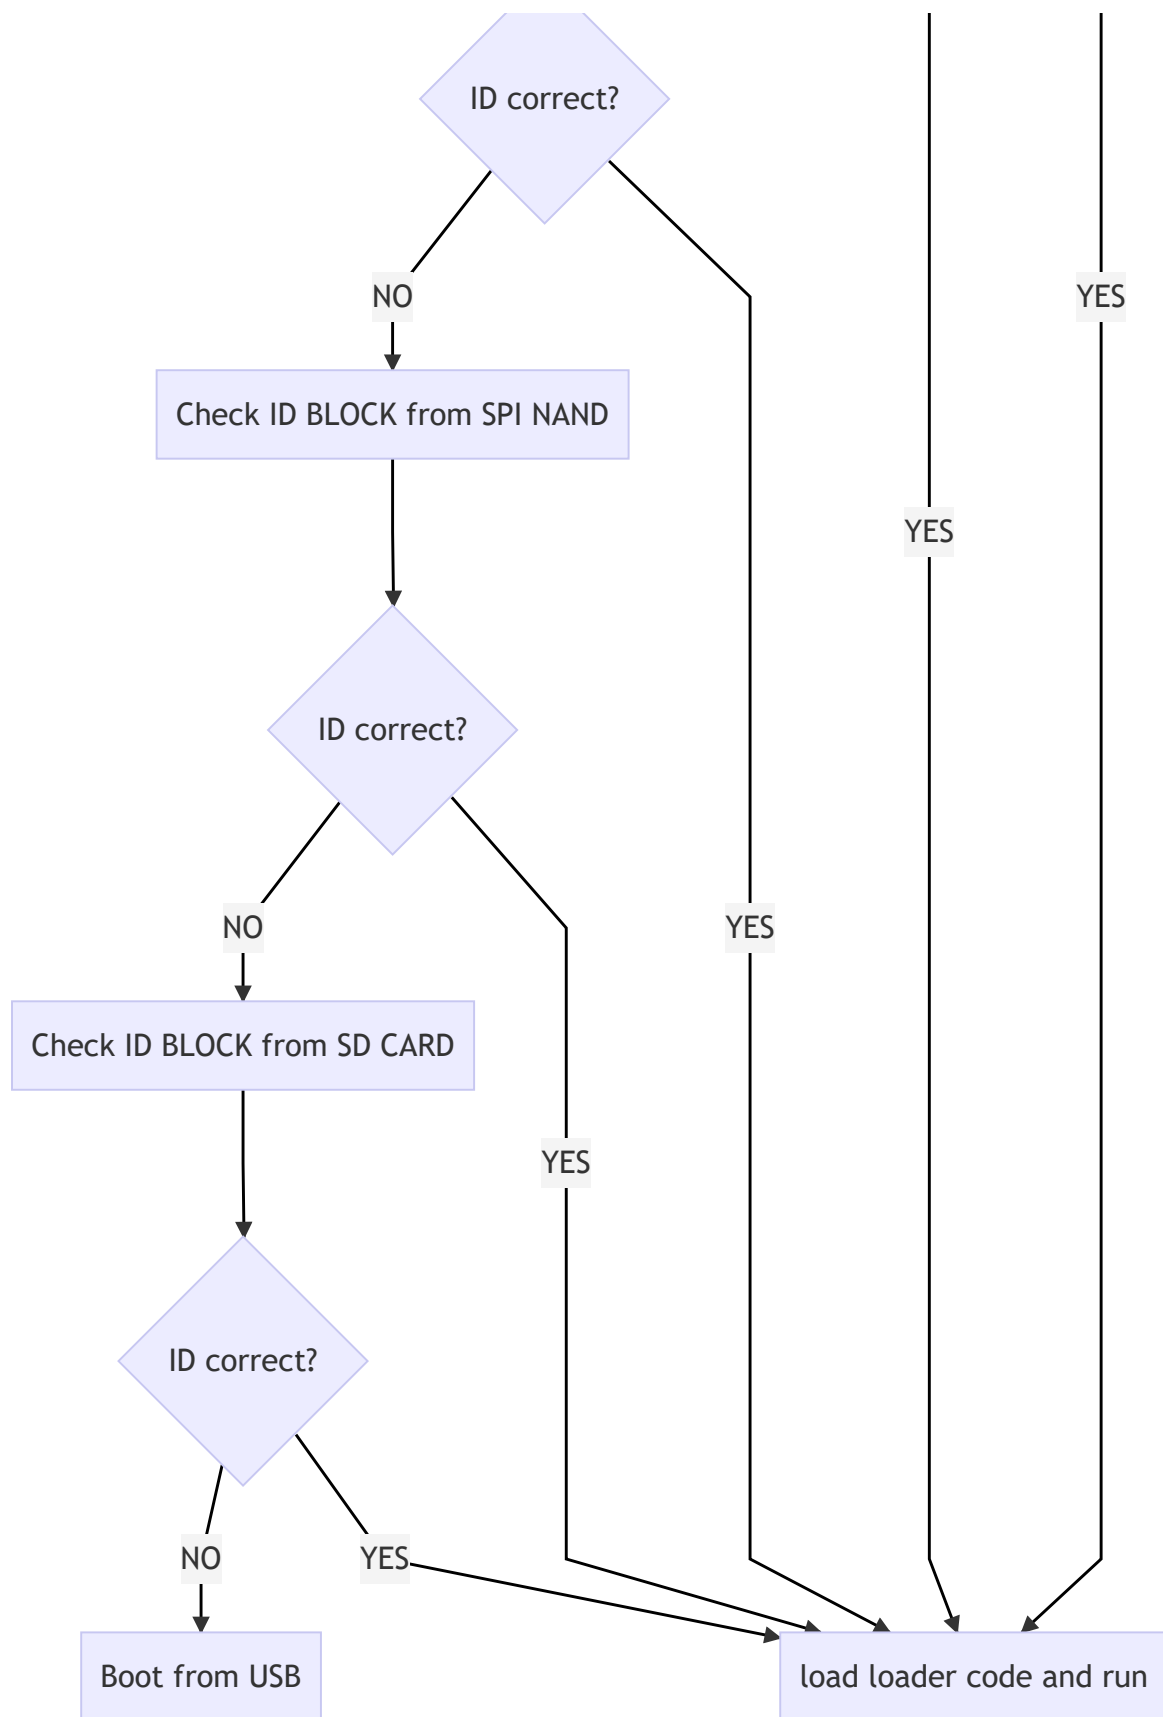 ID correct?
NO
YES
Check ID BLOCK from SPI NAND
YES
ID correct?
NO
YES
Check ID BLOCK from SD CARD
YES
ID correct?
NO
YES
Boot from USB
load loader code and run